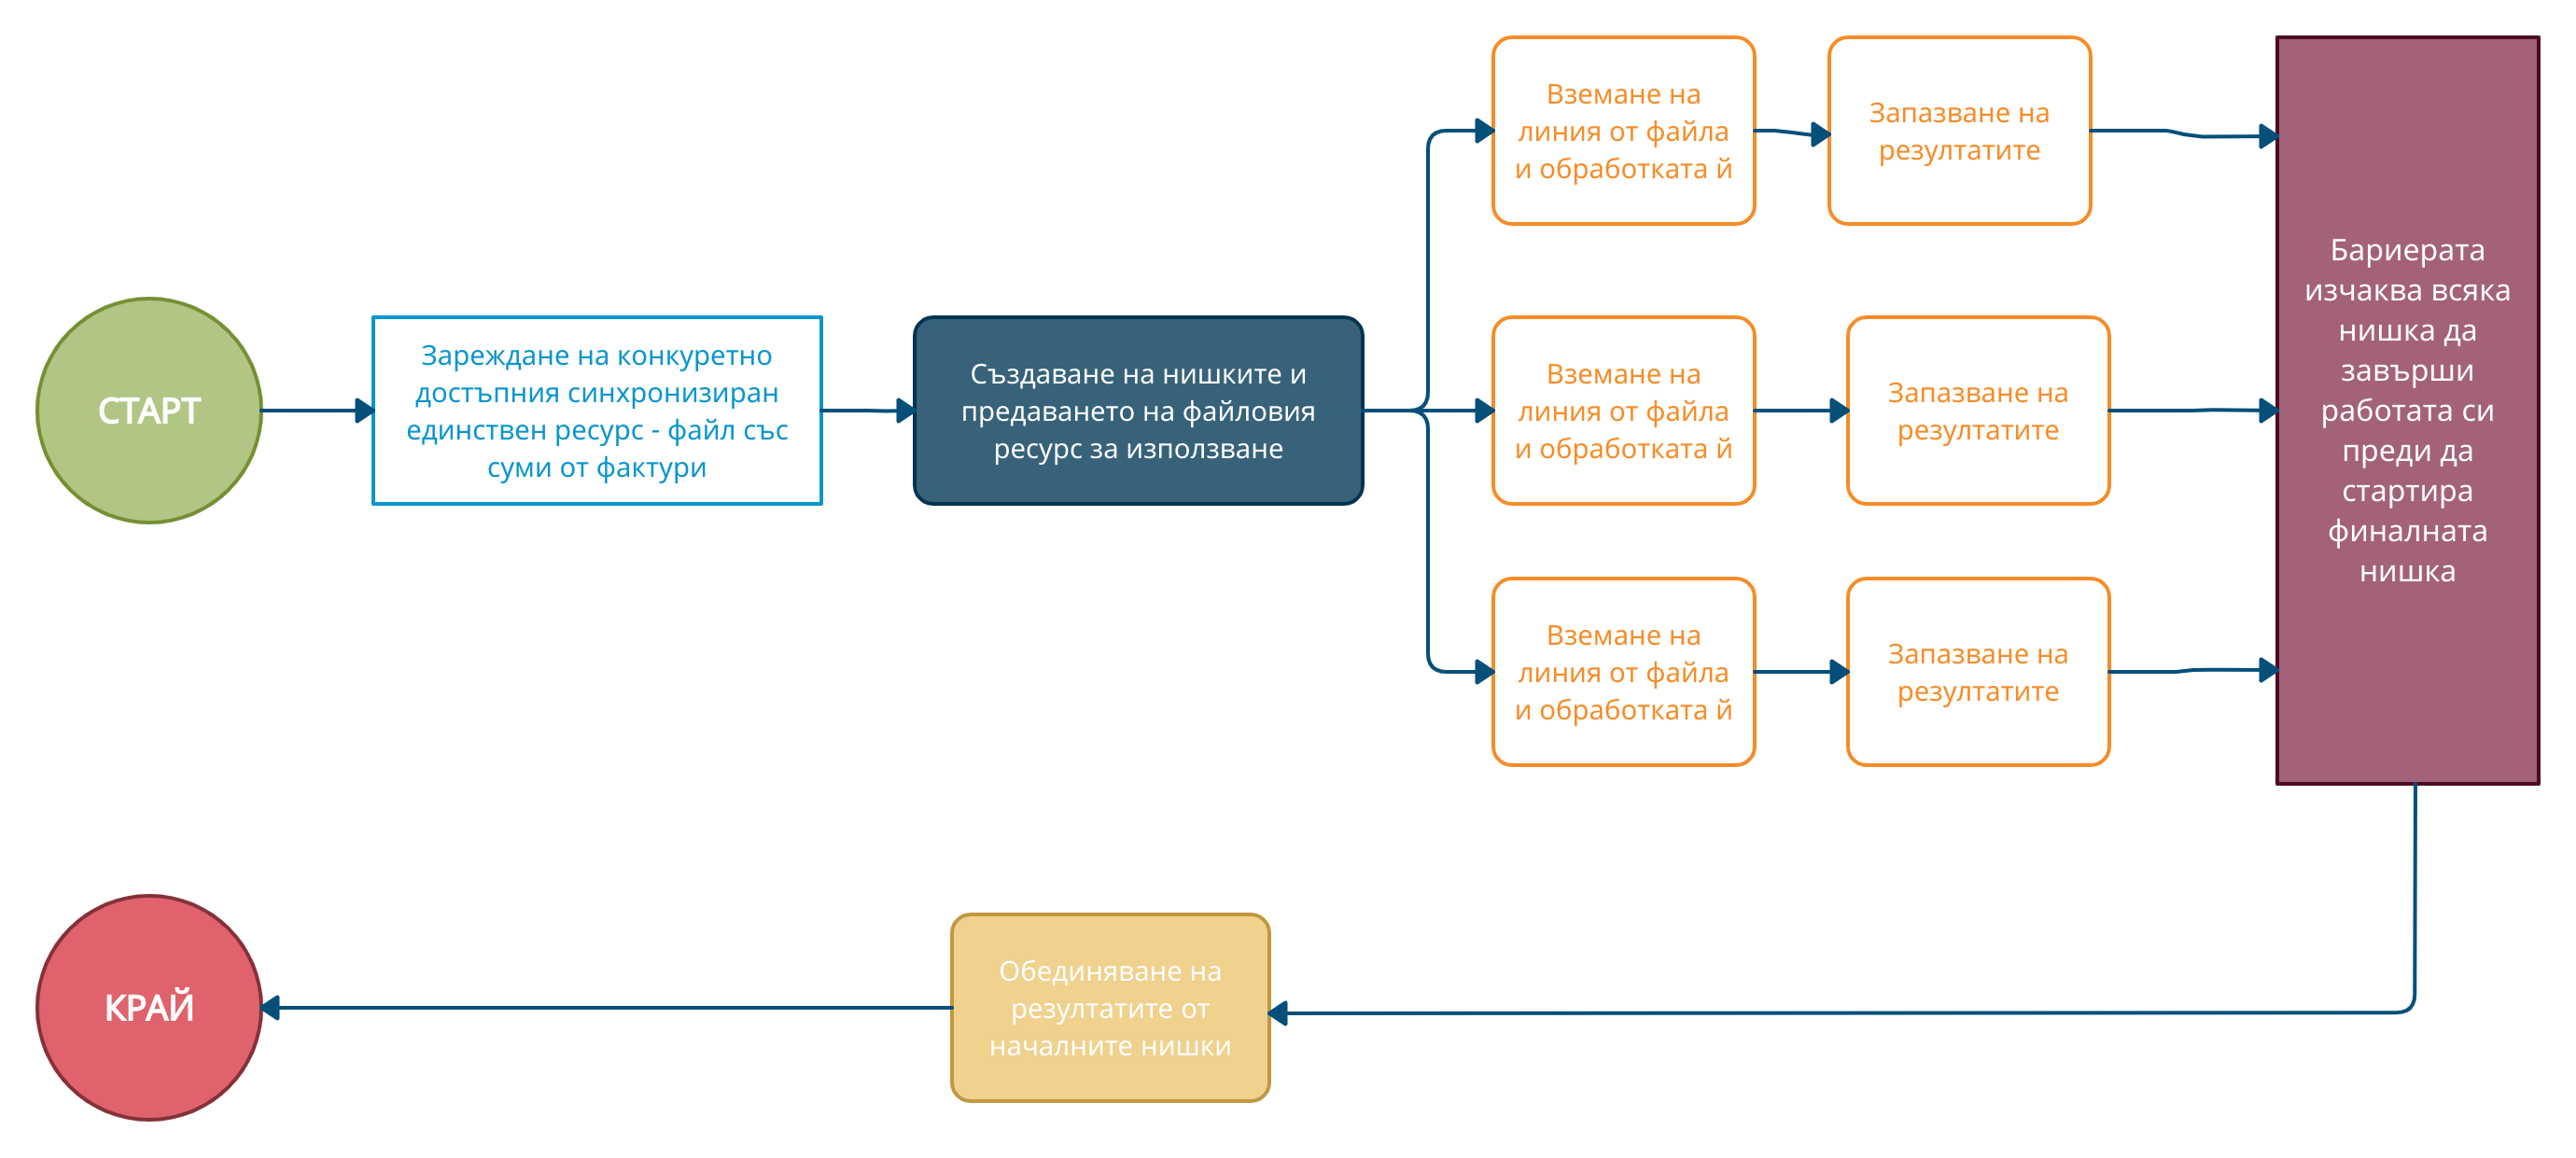 СТАРТ
Зареждане на конкуретно
достъпния синхронизиран
единствен ресурс - файл със
суми от фактури
Създаване на нишките и
предаването на файловия
ресурс за използване
Вземане на
линия от файла
и обработката й
Запазване на
резултатите
Вземане на
линия от файла
и обработката й
Запазване на
резултатите
Вземане на
линия от файла
и обработката й
Запазване на
резултатите
Бариерата
изчаква всяка
нишка да
завърши
работата си
преди да
стартира
финалната
нишка
Обединяване на
резултатите от
началните нишки
КРАЙ